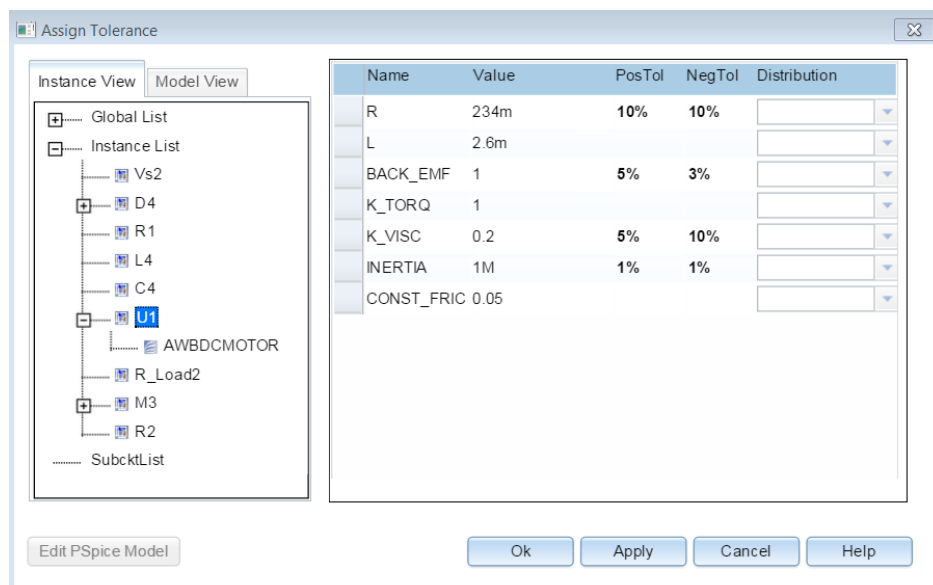 Assign Tolerance
Instance View Model View
Global List
Instance List
Vs2
D4
R1
L4
C4
U1
AWBDCMOTOR
R_Load2
M3
R2
SubcktList
Name Value PosTol NegTol Distribution
R 234m 10% 10%
L 2.6m
BACK_EMF 1 5% 3%
K_TORQ 1
K_VISC 0.2 5% 10%
INERTIA 1M 1% 1%
CONST_FRIC 0.05
Edit PSpice Model Ok Apply Cancel Help